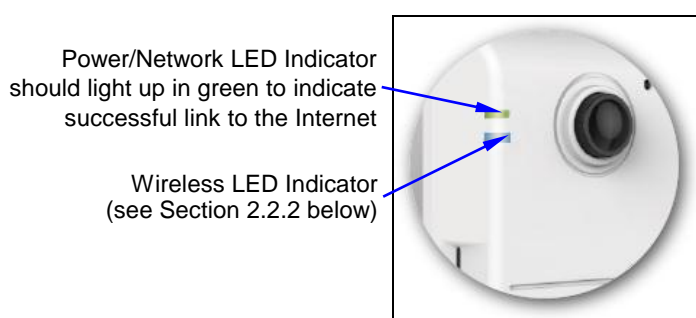 Power/Network LED Indicator
should light up in green to indicate
successful link to the Internet
Wireless LED Indicator
(see Section 2.2.2 below)